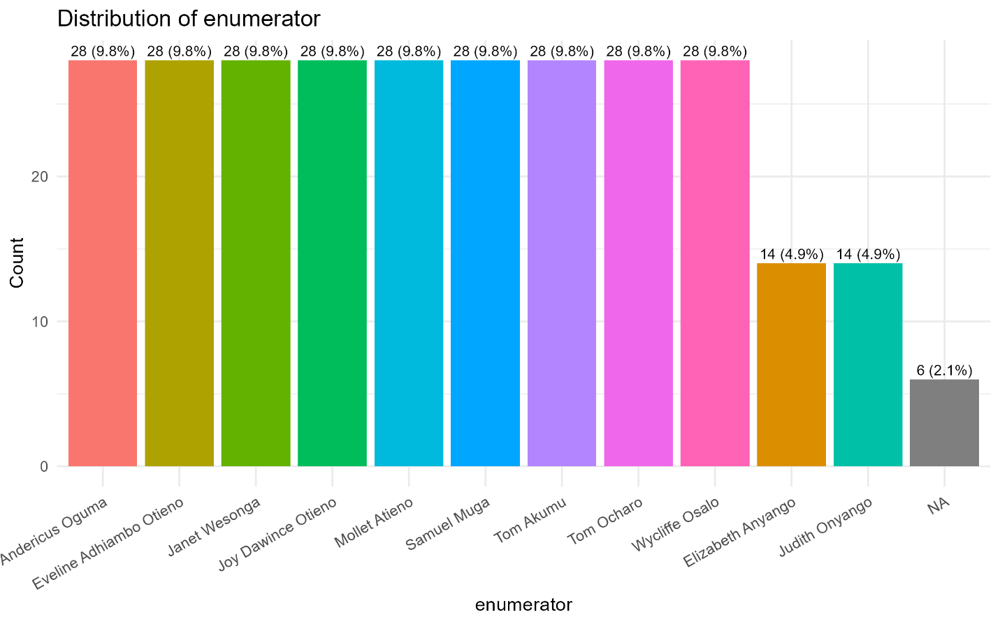 Distribution of enumerator
28 (9.8%) 28 (9.8%) 28 (9.8%) 28 (9.8%) 28 (9.8%) 28 (9.8%) 28 (9.8%) 28 (9.8%) 28 (9.8%)
14 (4.9%) 14 (4.9%)
6 (2.1%)
Count
20
10
0
Andericus Oguma
Eveline Adhiambo Otieno
Janet Wesonga
Joy Dawince Otieno
Mollet Atieno
Samuel Muga
Tom Akumu
Tom Ocharo
Wycliffe Osalo
Elizabeth Anyango
Judith Onyango
NA
enumerator